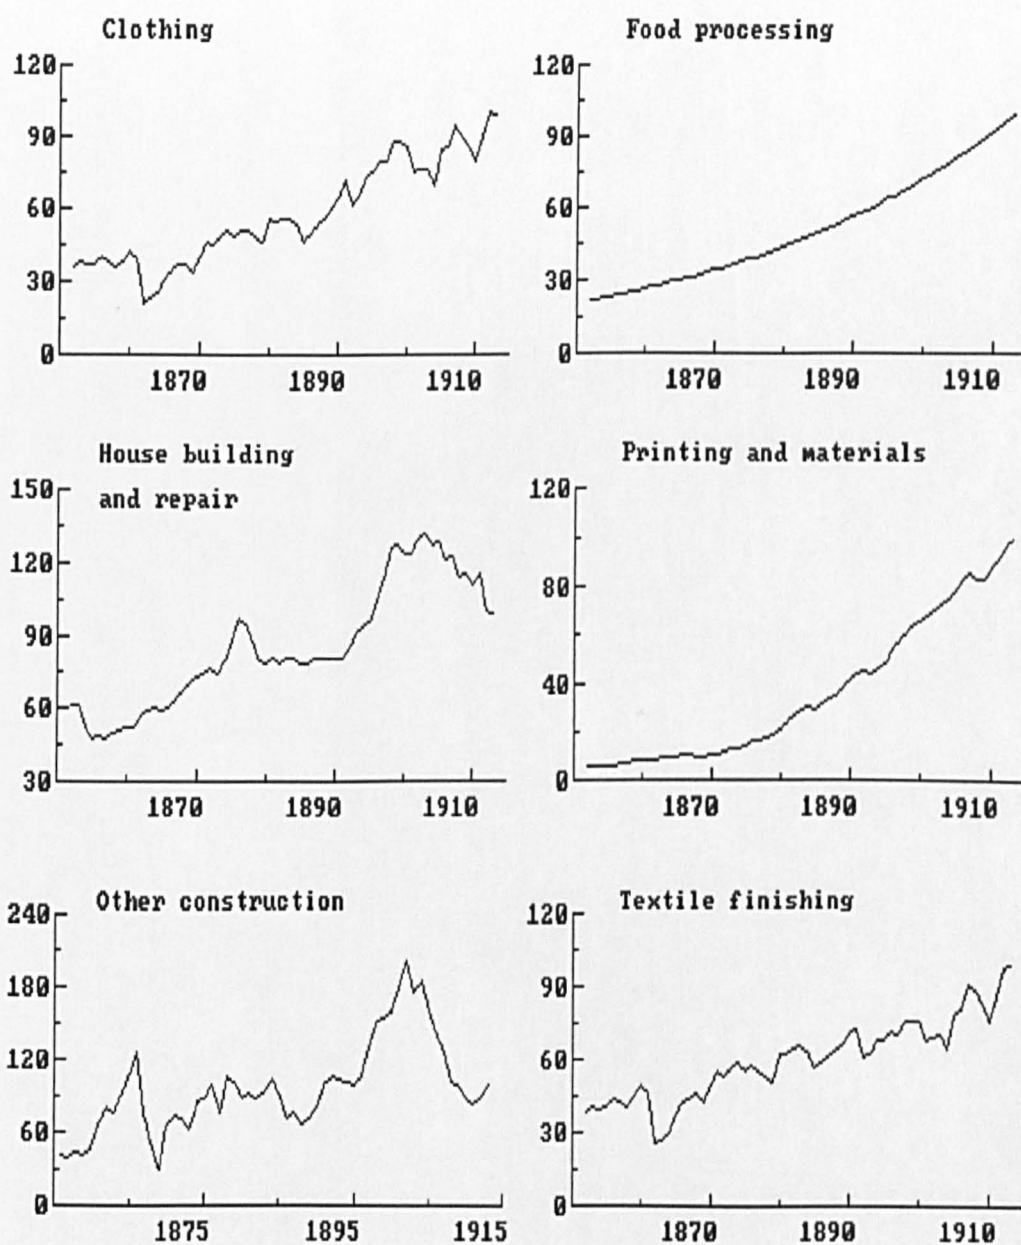 Clothing
120
90
60
30
0
1870 1890 1910
Food processing
120
90
60
30
0
1870 1890 1910
House building
and repair
150
120
90
60
30
1870 1890 1910
Printing and materials
120
80
40
0
1870 1890 1910
Other construction
240
180
120
60
0
1875 1895 1915
Textile finishing
120
90
60
30
0
1870 1890 1910